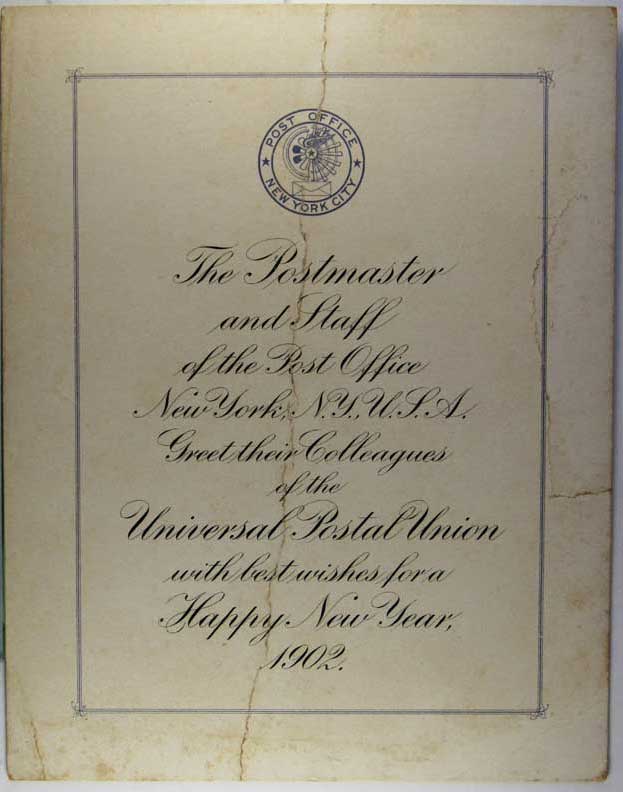 POST OFFICE
NEW YORK CITY
The Postmaster
and Staff
of the Post Office
New York, N.Y., U.S.A.
Greet their Colleagues
of the
Universal Postal Union
with best wishes for a
Happy New Year,
1902.